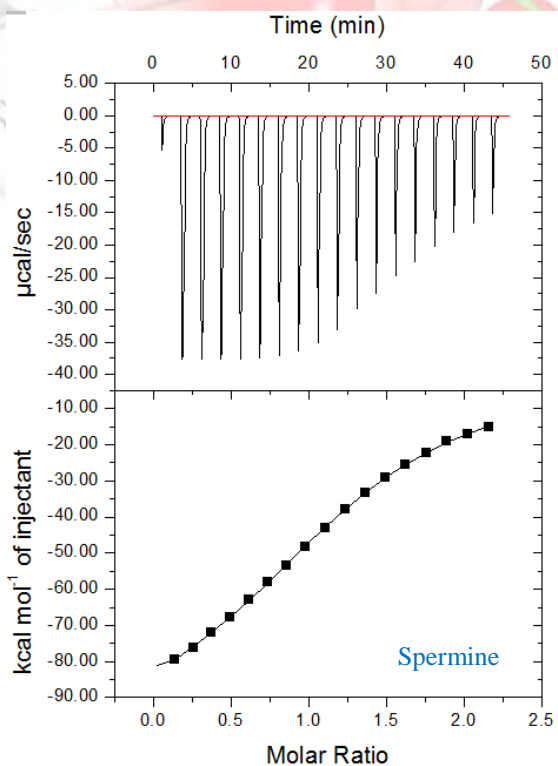 Time (min)
0 10 20 30 40 50
5.00
0.00
-5.00
-10.00
-15.00
-20.00
-25.00
-30.00
-35.00
-40.00
µcal/sec
-10.00
-20.00
-30.00
-40.00
-50.00
-60.00
-70.00
-80.00
-90.00
kcal mol⁻¹ of injectant
Spermine
0.0 0.5 1.0 1.5 2.0 2.5
Molar Ratio